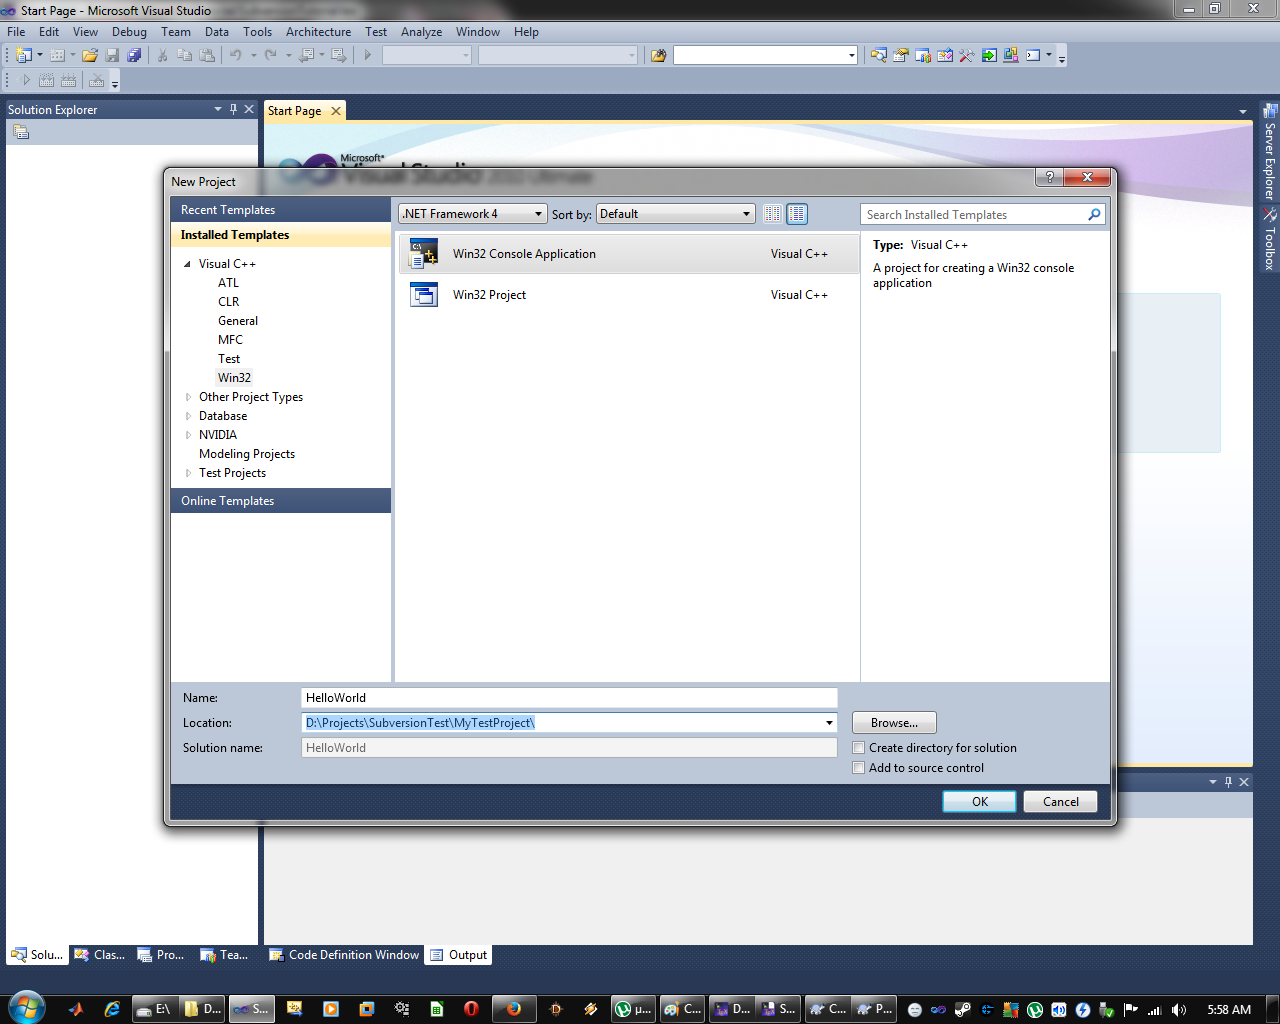 Start Page - Microsoft Visual Studio
File Edit View Debug Team Data Tools Architecture Test Analyze Window Help
Solution Explorer
Start Page
Server Explorer
Toolbox
Microsoft®
Visual Studio 2010 Ultimate
New Project
Recent Templates
Installed Templates
Visual C++
ATL
CLR
General
MFC
Test
Win32
Other Project Types
Database
NVIDIA
Modeling Projects
Test Projects
Online Templates
.NET Framework 4 Sort by: Default
Win32 Console Application Visual C++
Win32 Project Visual C++
Search Installed Templates
Type: Visual C++
A project for creating a Win32 console
application
Name: HelloWorld
Location: D:\Projects\SubversionTest\MyTestProject\ Browse...
Solution name: HelloWorld Create directory for solution
Add to source control
OK Cancel
Solu... Clas... Pro... Tea... Code Definition Window Output
E:\ D... S... µ... C... D... S... C... P... 5:58 AM